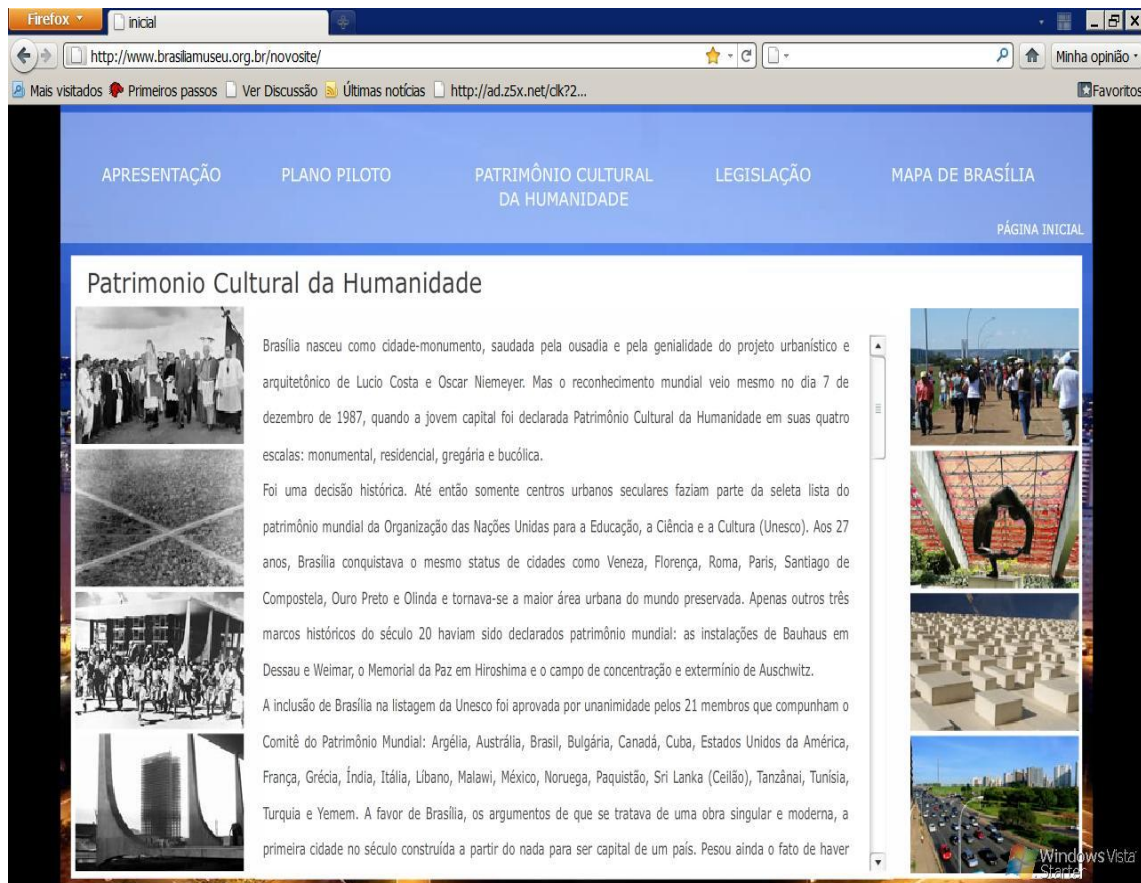 Firefox
inicial
http://www.brasiliamuseu.org.br/novosite/
Minha opinião
Mais visitados Primeiros passos Ver Discussão Últimas notícias http://ad.z5x.net/clk?2... Favoritos
APRESENTAÇÃO PLANO PILOTO PATRIMÔNIO CULTURAL LEGISLAÇÃO MAPA DE BRASÍLIA
DA HUMANIDADE
PÁGINA INICIAL
Patrimonio Cultural da Humanidade
Brasília nasceu como cidade-monumento, saudada pela ousadia e pela genialidade do projeto urbanístico e
arquitetônico de Lucio Costa e Oscar Niemeyer. Mas o reconhecimento mundial veio mesmo no dia 7 de
dezembro de 1987, quando a jovem capital foi declarada Patrimônio Cultural da Humanidade em suas quatro
escalas: monumental, residencial, gregária e bucólica.
Foi uma decisão histórica. Até então somente centros urbanos seculares faziam parte da seleta lista do
patrimônio mundial da Organização das Nações Unidas para a Educação, a Ciência e a Cultura (Unesco). Aos 27
anos, Brasília conquistava o mesmo status de cidades como Veneza, Florença, Roma, Paris, Santiago de
Compostela, Ouro Preto e Olinda e tornava-se a maior área urbana do mundo preservada. Apenas outros três
marcos históricos do século 20 haviam sido declarados patrimônio mundial: as instalações de Bauhaus em
Dessau e Weimar, o Memorial da Paz em Hiroshima e o campo de concentração e extermínio de Auschwitz.
A inclusão de Brasília na listagem da Unesco foi aprovada por unanimidade pelos 21 membros que compunham o
Comitê do Patrimônio Mundial: Argélia, Austrália, Brasil, Bulgária, Canadá, Cuba, Estados Unidos da América,
França, Grécia, Índia, Itália, Líbano, Malawi, México, Noruega, Paquistão, Sri Lanka (Ceilão), Tanzânai, Tunísia,
Turquia e Yemem. A favor de Brasília, os argumentos de que se tratava de uma obra singular e moderna, a
primeira cidade no século construída a partir do nada para ser capital de um país. Pesou ainda o fato de haver
Windows Vista
Starter